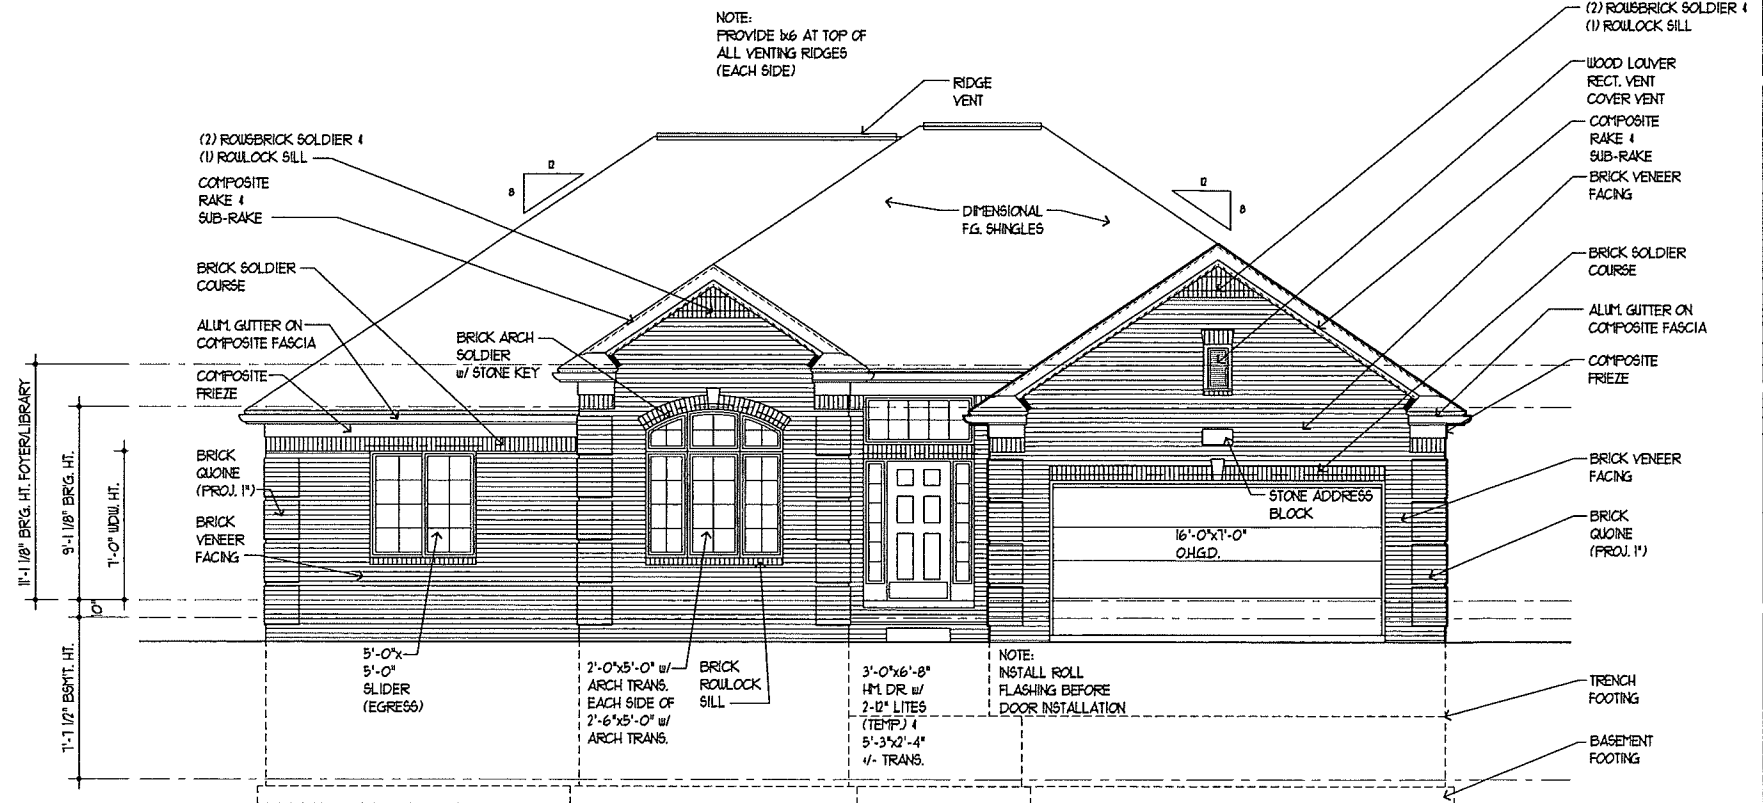 NOTE:
PROVIDE 1x6 AT TOP OF
ALL VENTING RIDGES
(EACH SIDE)
RIDGE
VENT
(2) ROWSBRICK SOLDIER &
(1) ROWLOCK SILL
COMPOSITE
RAKE &
SUB-RAKE
BRICK SOLDIER
COURSE
ALUM. GUTTER ON
COMPOSITE FASCIA
COMPOSITE
FRIEZE
BRICK
QUOINE
(PROJ. 1")
BRICK
VENEER
FACING
12
8
BRICK ARCH
SOLDIER
w/ STONE KEY
DIMENSIONAL
F.G. SHINGLES
12
8
(2) ROWSBRICK SOLDIER &
(1) ROWLOCK SILL
WOOD LOUVER
RECT. VENT
COVER VENT
COMPOSITE
RAKE &
SUB-RAKE
BRICK VENEER
FACING
BRICK SOLDIER
COURSE
ALUM. GUTTER ON
COMPOSITE FASCIA
COMPOSITE
FRIEZE
BRICK VENEER
FACING
BRICK
QUOINE
(PROJ. 1")
TRENCH
FOOTING
BASEMENT
FOOTING
STONE ADDRESS
BLOCK
16'-0"x7'-0"
O.H.G.D.
11'-1 1/8" BR'G. HT. FOYER/LIBRARY
9'-1 1/8" BR'G. HT.
7'-0" WDW. HT.
10"
7'-7 1/2" BSM'T. HT.
5'-0"x
5'-0"
SLIDER
(EGRESS)
2'-0"x5'-0" w/
ARCH TRANS.
EACH SIDE OF
2'-6"x5'-0" w/
ARCH TRANS.
BRICK
ROWLOCK
SILL
3'-0"x6'-8"
H.M. DR. w/
2-12" LITES
(TEMP.) &
5'-3"x2'-4"
+/- TRANS.
NOTE:
INSTALL ROLL
FLASHING BEFORE
DOOR INSTALLATION